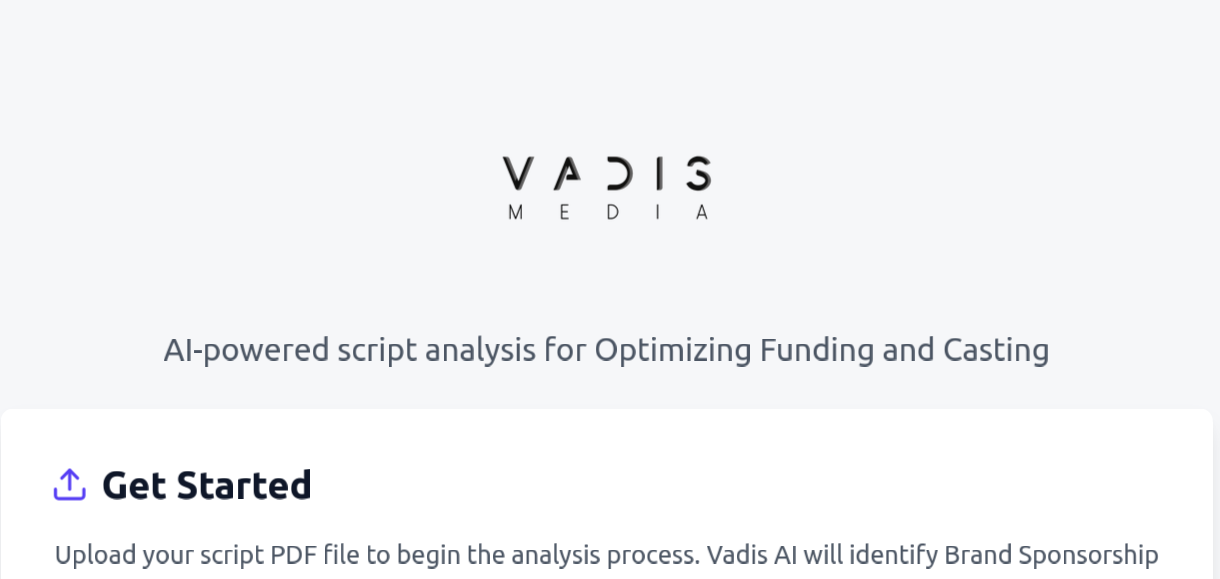 VADIS
MEDIA
AI-powered script analysis for Optimizing Funding and Casting
Get Started
Upload your script PDF file to begin the analysis process. Vadis AI will identify Brand Sponsorship